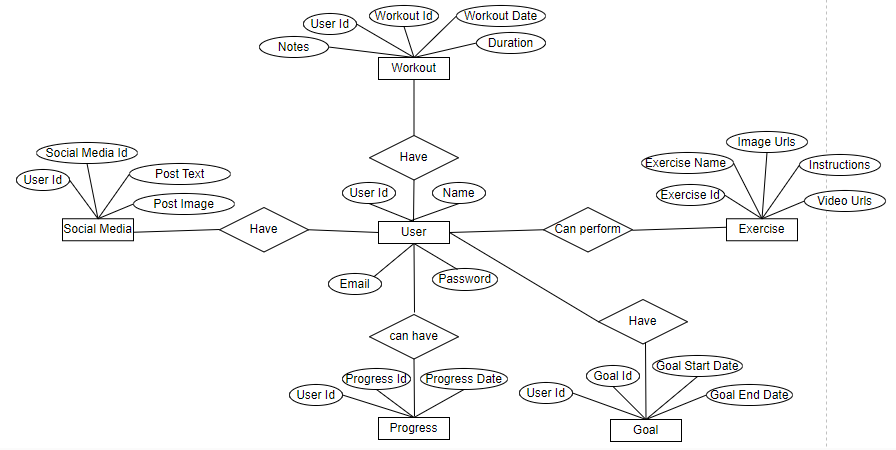 Workout Id
Workout Date
User Id
Duration
Notes
Workout
Have
Social Media Id
User Id
Post Text
Post Image
Social Media
Have
User Id
Name
User
Email
Password
Can perform
Image Urls
Exercise Name
Instructions
Exercise Id
Video Urls
Exercise
can have
Progress Id
Progress Date
User Id
Progress
Have
Goal Start Date
Goal Id
User Id
Goal End Date
Goal